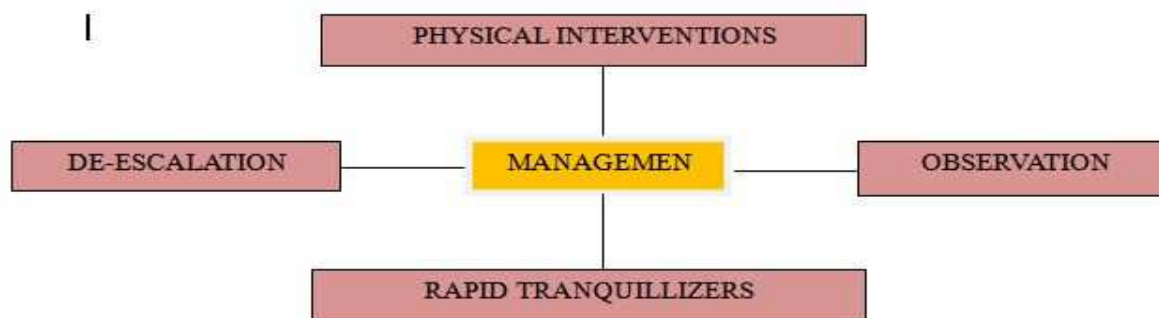 I
PHYSICAL INTERVENTIONS
DE-ESCALATION
MANAGEMEN
OBSERVATION
RAPID TRANQUILLIZERS